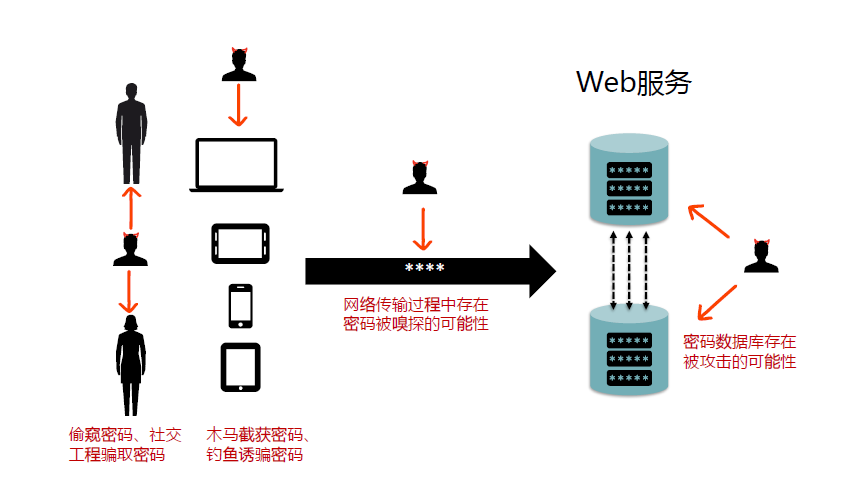 Web服务
*****
*****
*****
****
网络传输过程中存在
密码被嗅探的可能性
*****
*****
*****
密码数据库存在
被攻击的可能性
偷窥密码、社交
工程骗取密码
木马截获密码、
钓鱼诱骗密码